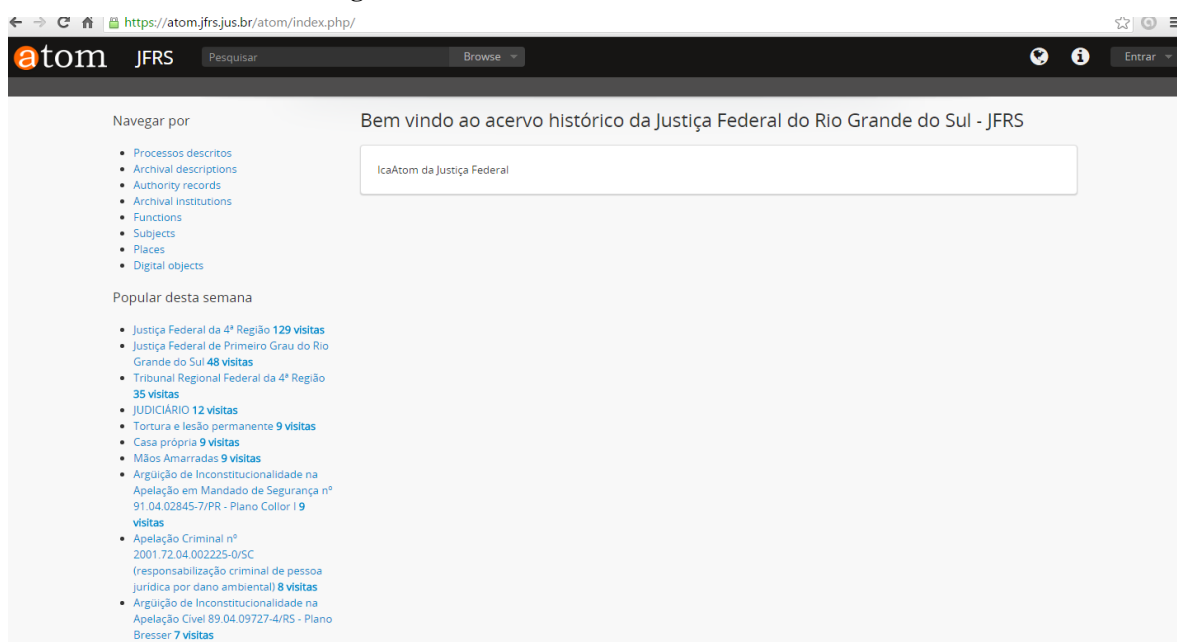 https://atom.jfrs.jus.br/atom/index.php/
atom JFRS Pesquisar Browse Entrar
Navegar por
Processos descritos
Archival descriptions
Authority records
Archival institutions
Functions
Subjects
Places
Digital objects
Popular desta semana
Justiça Federal da 4ª Região 129 visitas
Justiça Federal de Primeiro Grau do Rio
Grande do Sul 48 visitas
Tribunal Regional Federal da 4ª Região
35 visitas
JUDICIÁRIO 12 visitas
Tortura e lesão permanente 9 visitas
Casa própria 9 visitas
Mãos Amarradas 9 visitas
Argüição de Inconstitucionalidade na
Apelação em Mandado de Segurança nº
91.04.02845-7/PR - Plano Collor I 9
visitas
Apelação Criminal nº
2001.72.04.002225-0/SC
(responsabilização criminal de pessoa
jurídica por dano ambiental) 8 visitas
Argüição de Inconstitucionalidade na
Apelação Cível 89.04.09727-4/RS - Plano
Bresser 7 visitas
Bem vindo ao acervo histórico da Justiça Federal do Rio Grande do Sul - JFRS
IcaAtom da Justiça Federal